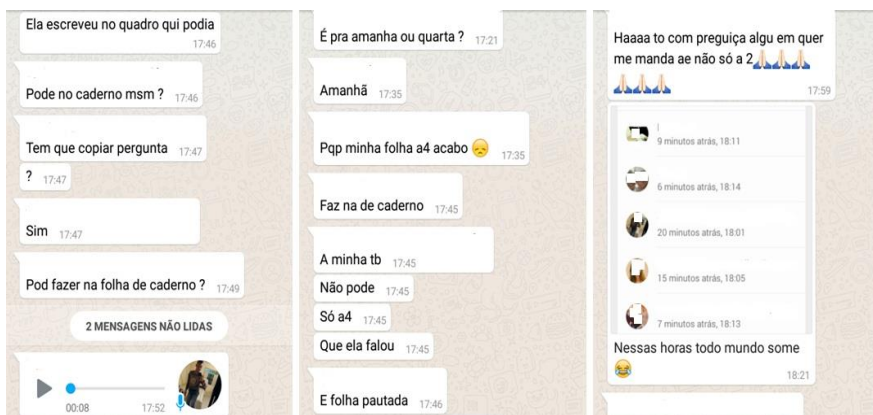 Ela escreveu no quadro qui podia
17:46
Pode no caderno msm ? 17:46
Tem que copiar pergunta 17:47
? 17:47
Sim 17:47
Pod fazer na folha de caderno ? 17:49
2 MENSAGENS NÃO LIDAS
00:08 17:52
É pra amanha ou quarta ? 17:21
Amanhã 17:35
Pqp minha folha a4 acabo 😞 17:35
Faz na de caderno 17:45
A minha tb 17:45
Não pode 17:45
Só a4 17:45
Que ela falou 17:45
E folha pautada 17:46
Haaaa to com preguiça algu em quer
me manda ae não só a 2🙏🏻🙏🏻🙏🏻
🙏🏻🙏🏻🙏🏻 17:59
9 minutos atrás, 18:11
6 minutos atrás, 18:14
20 minutos atrás, 18:01
15 minutos atrás, 18:05
7 minutos atrás, 18:13
Nessas horas todo mundo some
😂 18:21